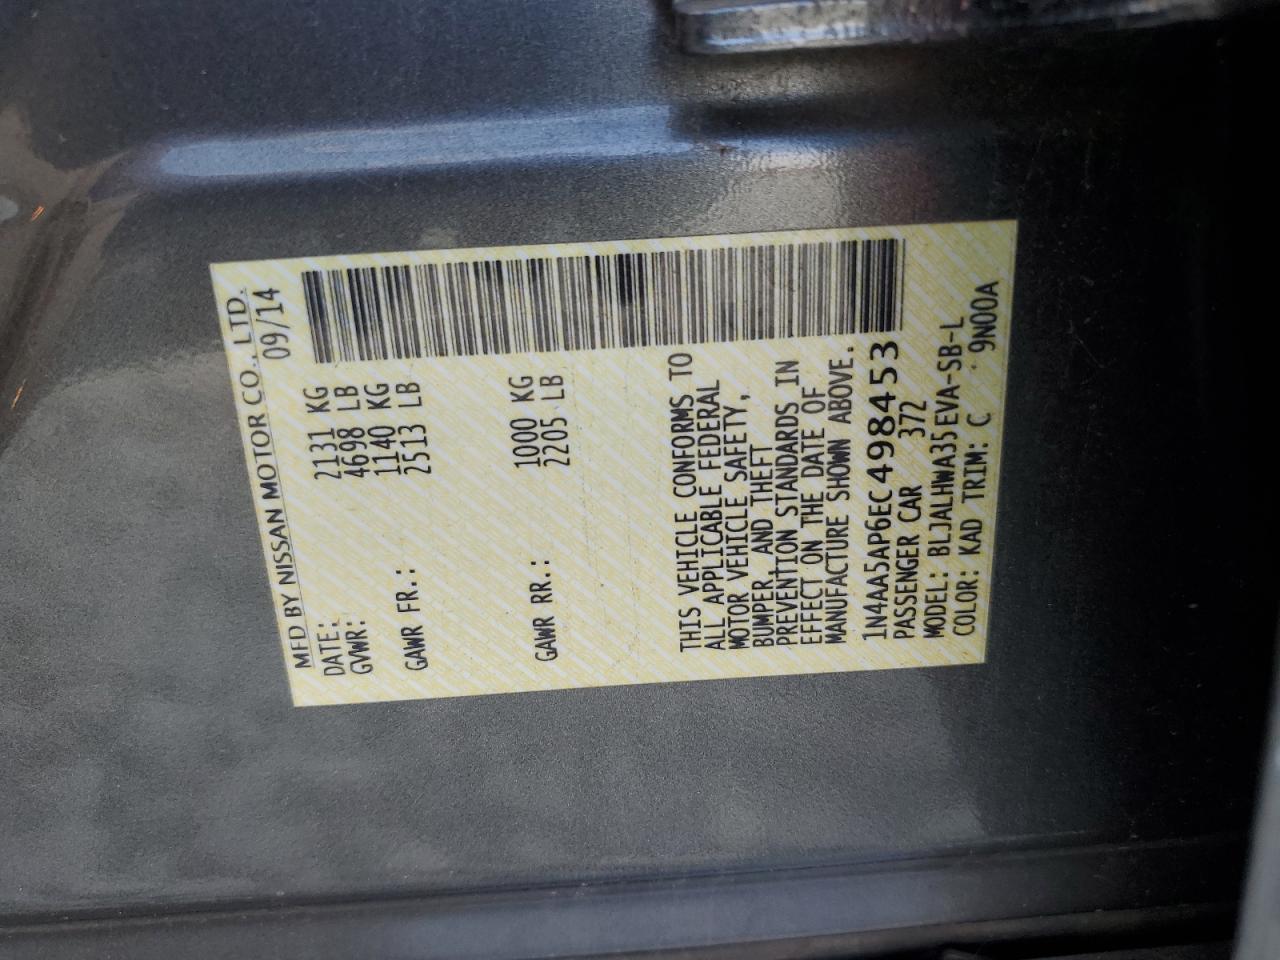 MFD BY NISSAN MOTOR CO., LTD.
DATE: 09/14
GVWR: 2131 KG
4698 LB
GAWR FR.: 1140 KG
2513 LB
GAWR RR.: 1000 KG
2205 LB
THIS VEHICLE CONFORMS TO
ALL APPLICABLE FEDERAL
MOTOR VEHICLE SAFETY,
BUMPER, AND THEFT
PREVENTION STANDARDS IN
EFFECT ON THE DATE OF
MANUFACTURE SHOWN ABOVE.
1N4AA5AP6EC498453
PASSENGER CAR 372
MODEL: BLJALHWA35EVA-SB-L
COLOR: KAD TRIM: C 9N00A